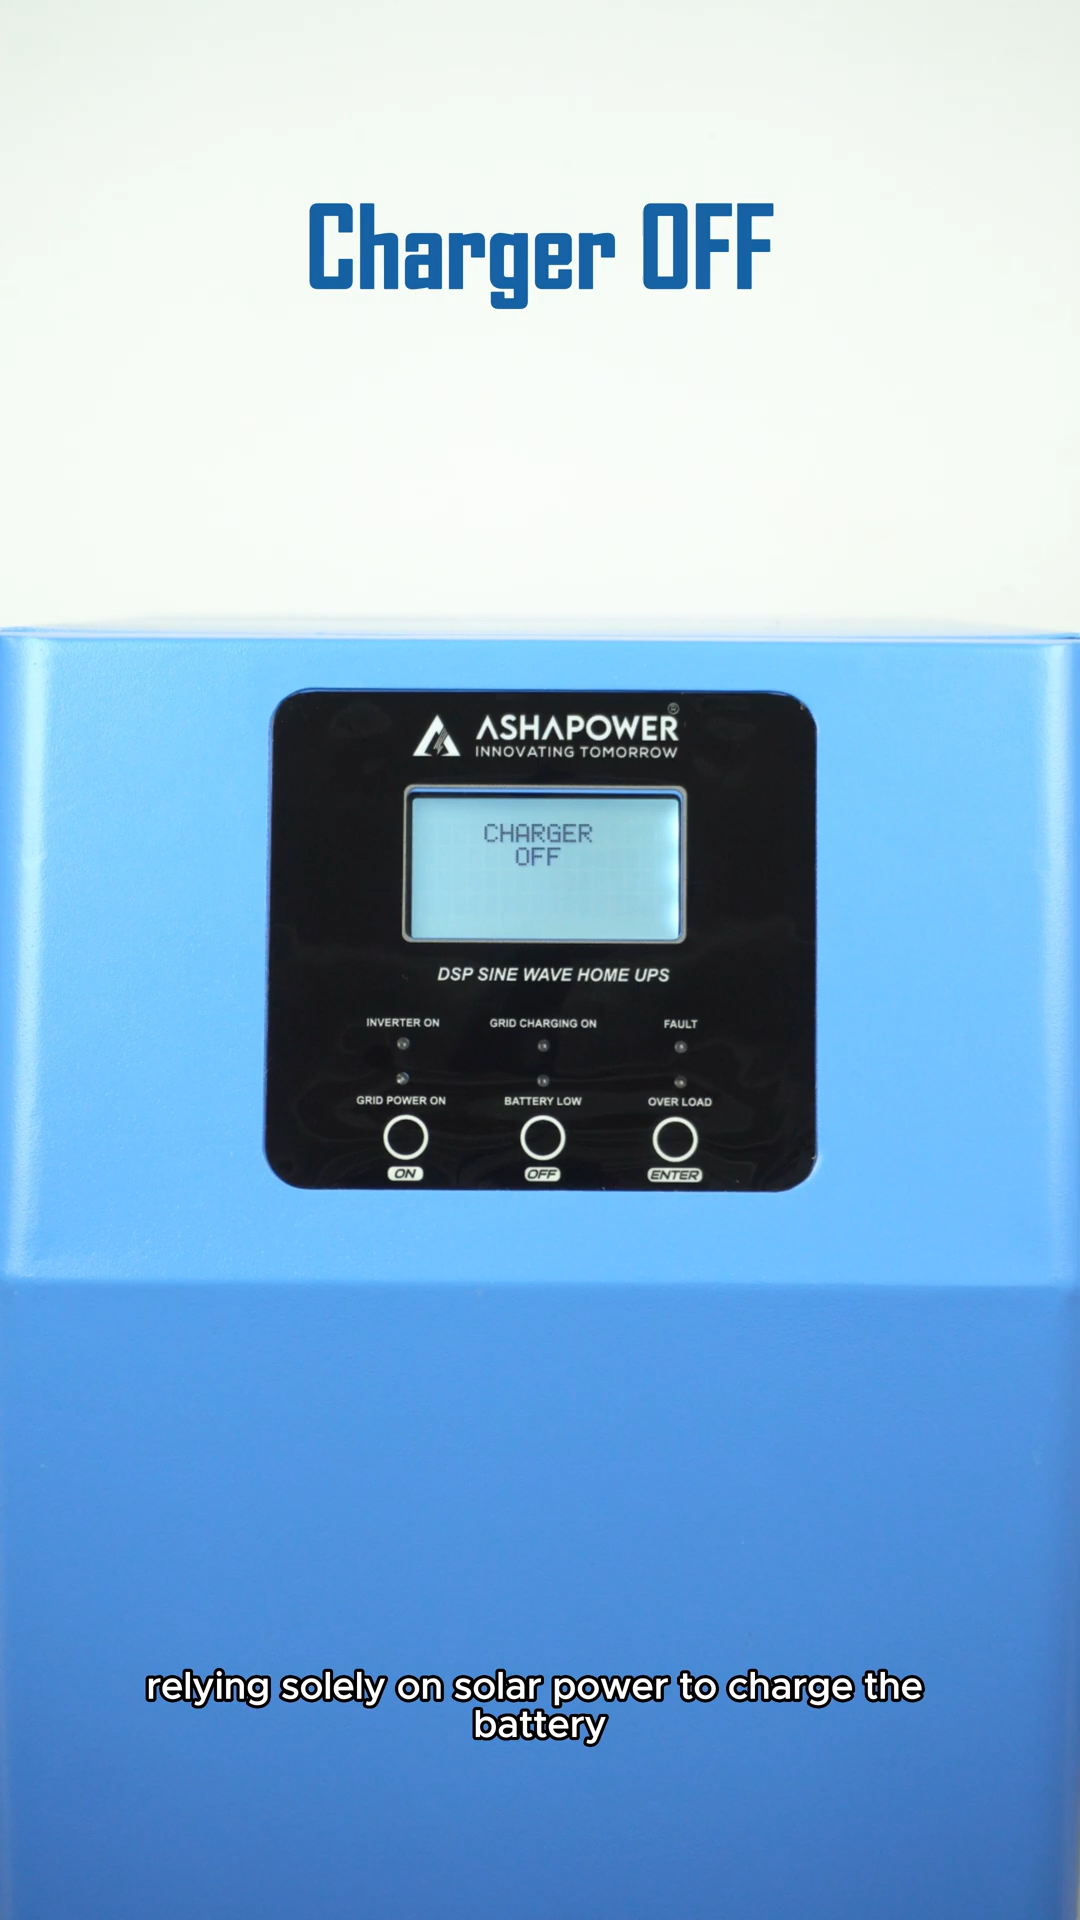 Charger OFF
ASHAPOWER®
INNOVATING TOMORROW
CHARGER
OFF
DSP SINE WAVE HOME UPS
INVERTER ON GRID CHARGING ON FAULT
GRID POWER ON BATTERY LOW OVER LOAD
ON OFF ENTER
relying solely on solar power to charge the
battery